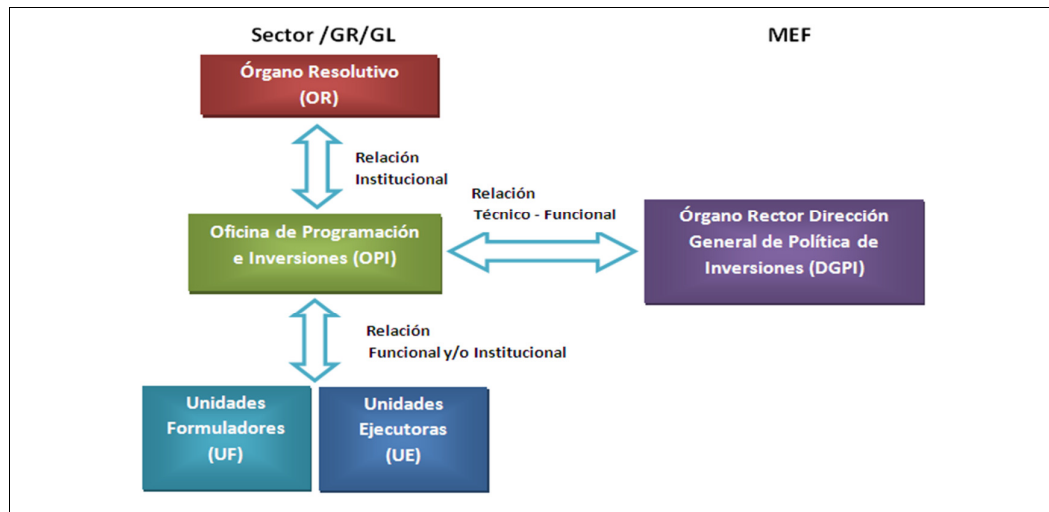 Sector /GR/GL
MEF
Órgano Resolutivo
(OR)
Relación
Institucional
Relación
Técnico - Funcional
Oficina de Programación
e Inversiones (OPI)
Órgano Rector Dirección
General de Política de
Inversiones (DGPI)
Relación
Funcional y/o Institucional
Unidades
Formuladores
(UF)
Unidades
Ejecutoras
(UE)